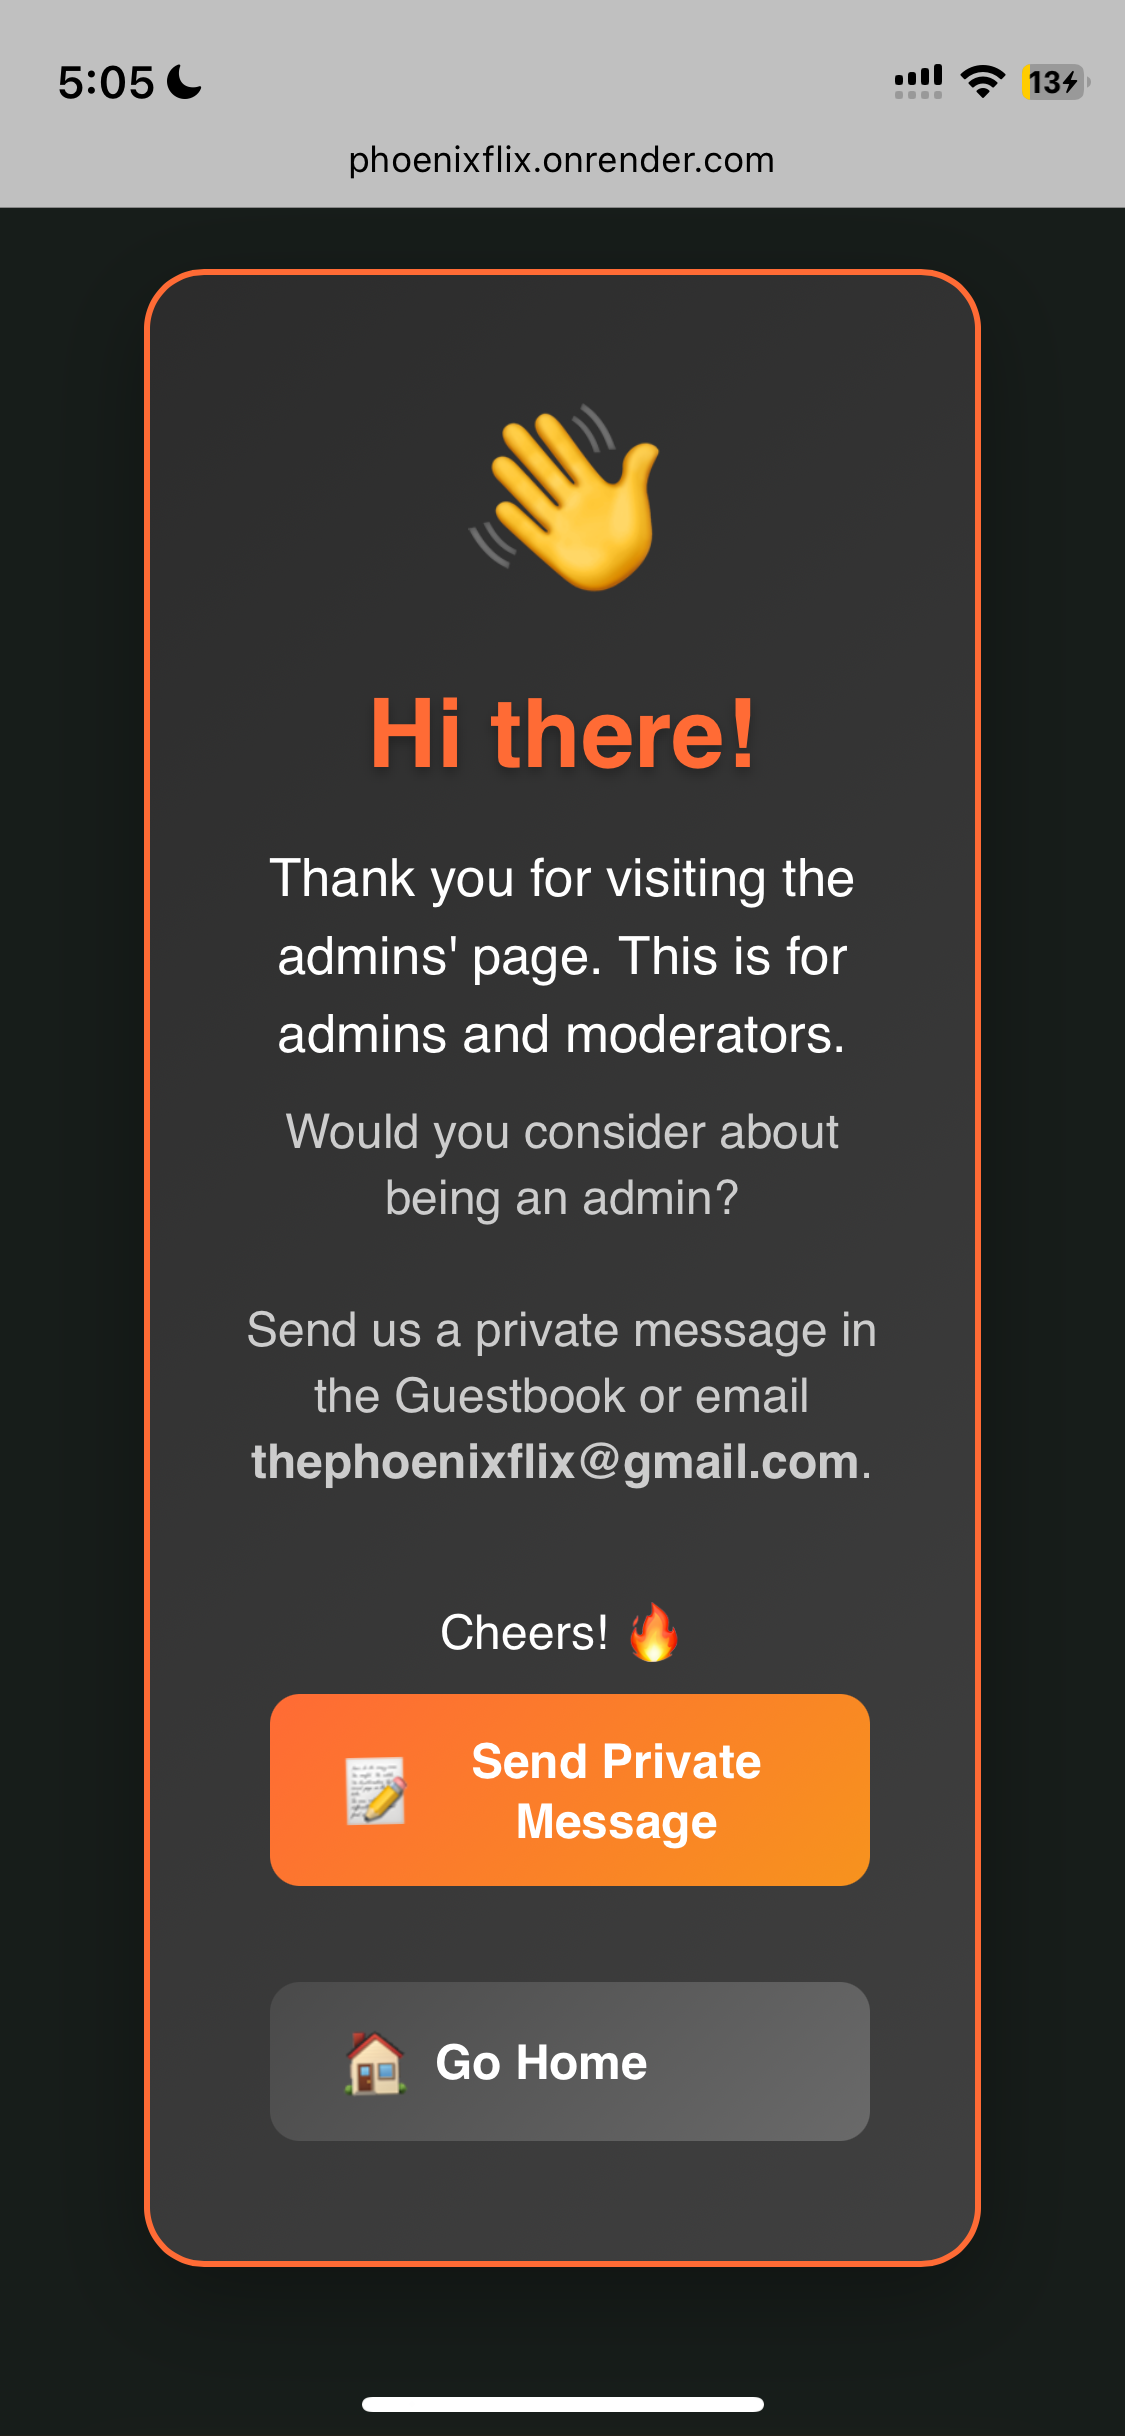 5:05
13
phoenixflix.onrender.com
Hi there!
Thank you for visiting the
admins' page. This is for
admins and moderators.
Would you consider about
being an admin?
Send us a private message in
the Guestbook or email
thephoenixflix@gmail.com.
Cheers! 🔥
Send Private
Message
Go Home